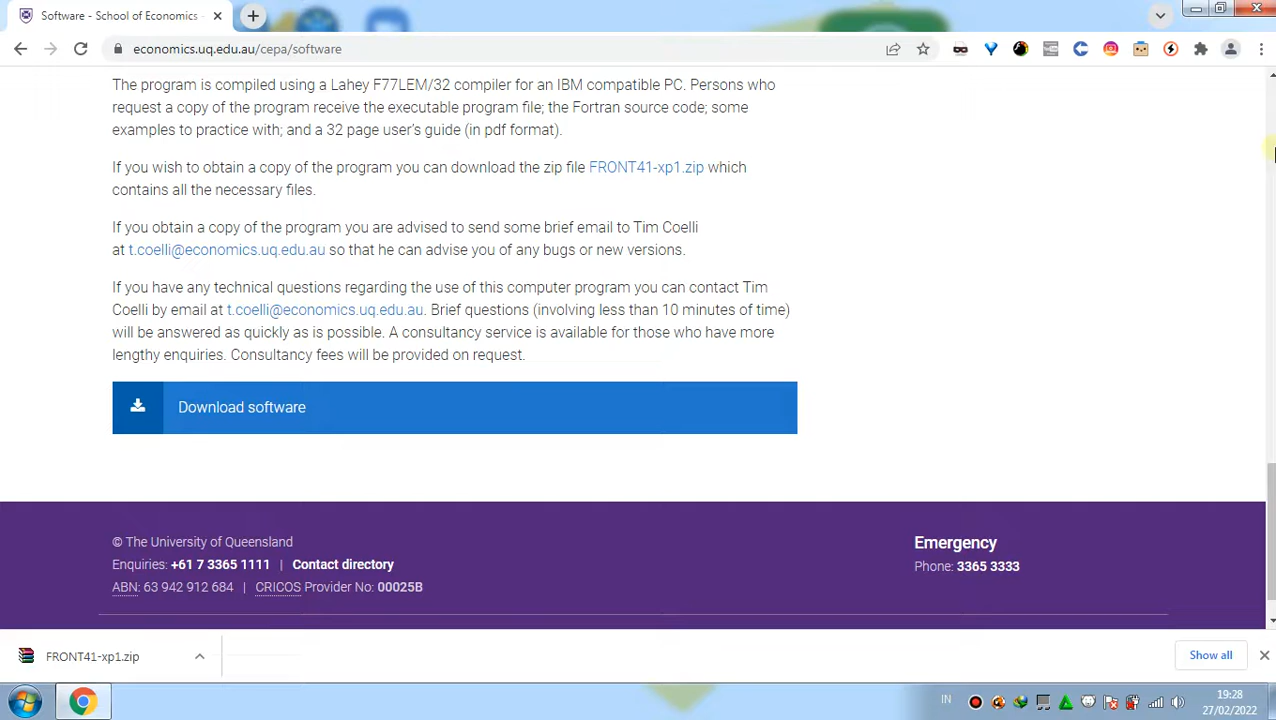 Software - School of Economics -
economics.uq.edu.au/cepa/software
The program is compiled using a Lahey F77LEM/32 compiler for an IBM compatible PC. Persons who
request a copy of the program receive the executable program file; the Fortran source code; some
examples to practice with; and a 32 page user's guide (in pdf format).
If you wish to obtain a copy of the program you can download the zip file FRONT41-xp1.zip which
contains all the necessary files.
If you obtain a copy of the program you are advised to send some brief email to Tim Coelli
at t.coelli@economics.uq.edu.au so that he can advise you of any bugs or new versions.
If you have any technical questions regarding the use of this computer program you can contact Tim
Coelli by email at t.coelli@economics.uq.edu.au. Brief questions (involving less than 10 minutes of time)
will be answered as quickly as is possible. A consultancy service is available for those who have more
lengthy enquiries. Consultancy fees will be provided on request.
Download software
© The University of Queensland
Enquiries: +61 7 3365 1111 | Contact directory
ABN: 63 942 912 684 | CRICOS Provider No: 00025B
Emergency
Phone: 3365 3333
FRONT41-xp1.zip
Show all
IN
19:28
27/02/2022